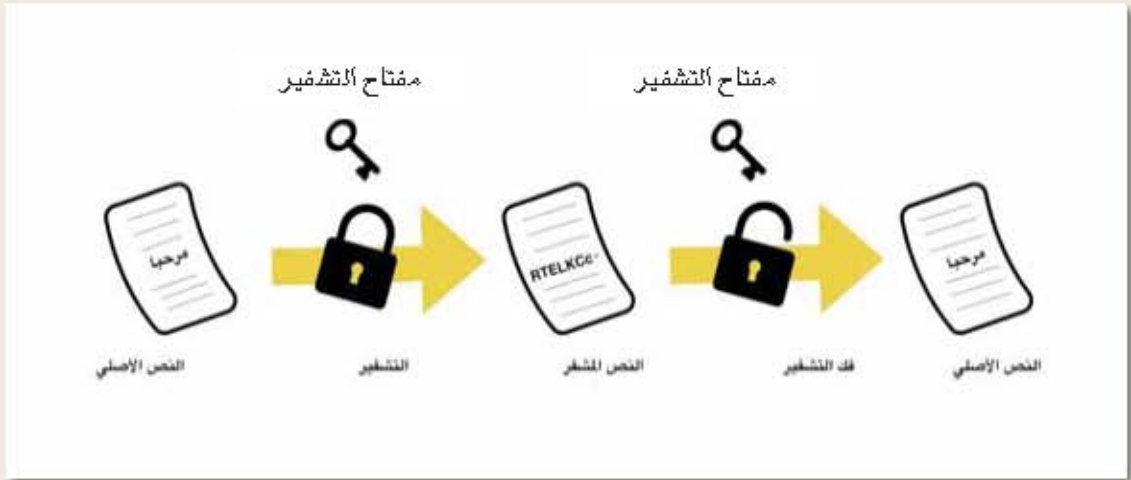 مفتاح التشفير
مفتاح التشفير
مرحبا
RTELKCc-
مرحبا
النص الأصلي
التشفير
النص المشفر
فك التشفير
النص الأصلي